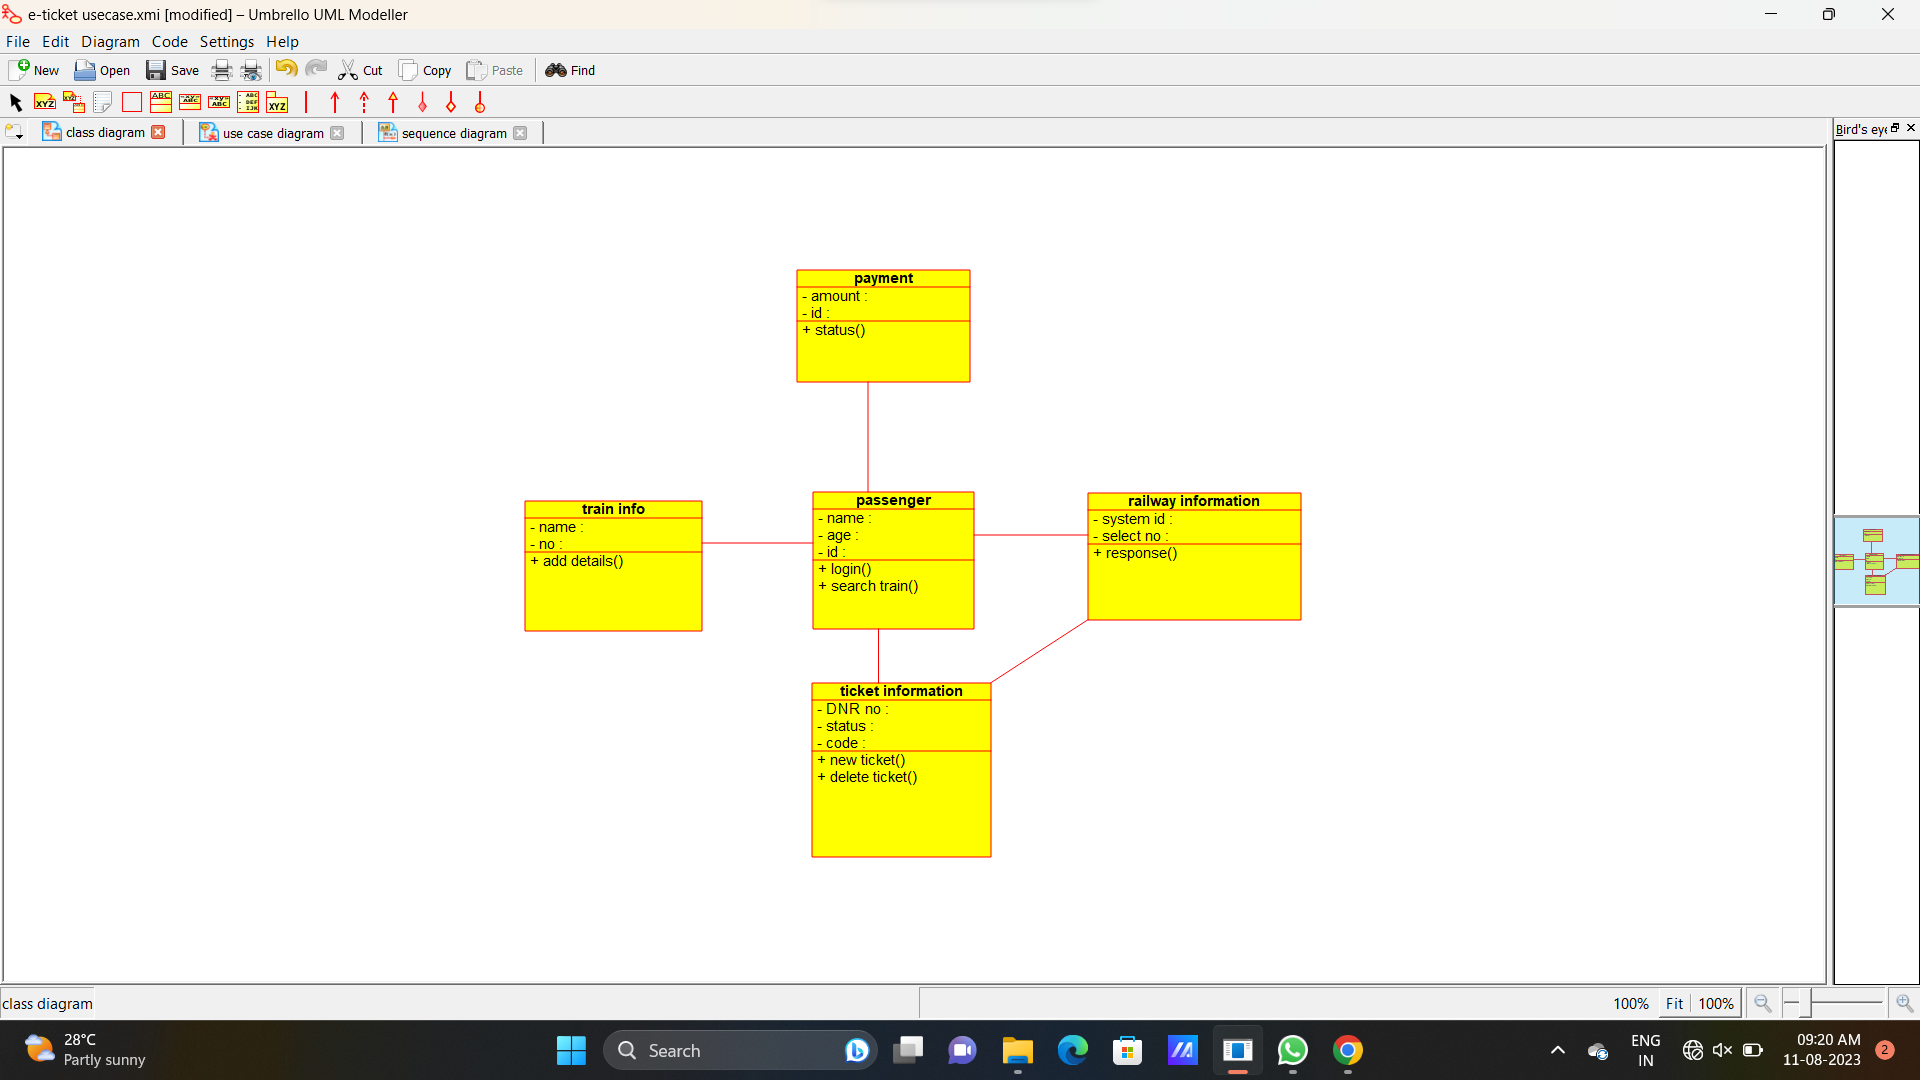 e-ticket usecase.xmi [modified] – Umbrello UML Modeller
File Edit Diagram Code Settings Help
New Open Save Cut Copy Paste Find
class diagram use case diagram sequence diagram
Bird's eye
payment
- amount :
- id :
+ status()
train info
- name :
- no :
+ add details()
passenger
- name :
- age :
- id :
+ login()
+ search train()
railway information
- system id :
- select no :
+ response()
ticket information
- DNR no :
- status :
- code :
+ new ticket()
+ delete ticket()
class diagram
100% Fit 100%
28°C
Partly sunny
Search
ENG
IN
09:20 AM
11-08-2023
2